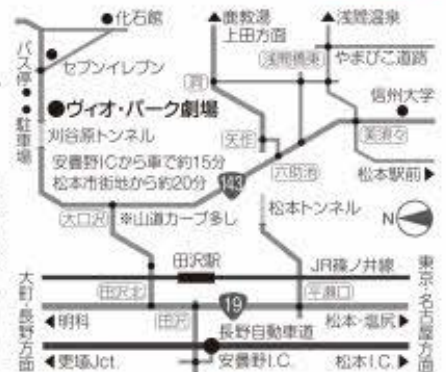 ●化石館
▲鹿教湯
上田方面
▲浅間温泉
バス停
セブンイレブン
洞
浅間橋東
やまびこ道路
信州大学
●ヴィオ・パーク劇場
駐車場
刈谷原トンネル
矢作
美須々
安曇野ICから車で約15分
松本市街地から約20分
143
六助池
松本駅前▶
大口沢
※山道カーブ多し
松本トンネル
N
田沢駅
JR篠ノ井線
大町・長野方面
東京・名古屋方面
田沢北
19
平瀬口
◀明科
田沢
長野自動車道
松本・塩尻▶
◀更埴Jct.
安曇野I.C.
松本I.C.▶